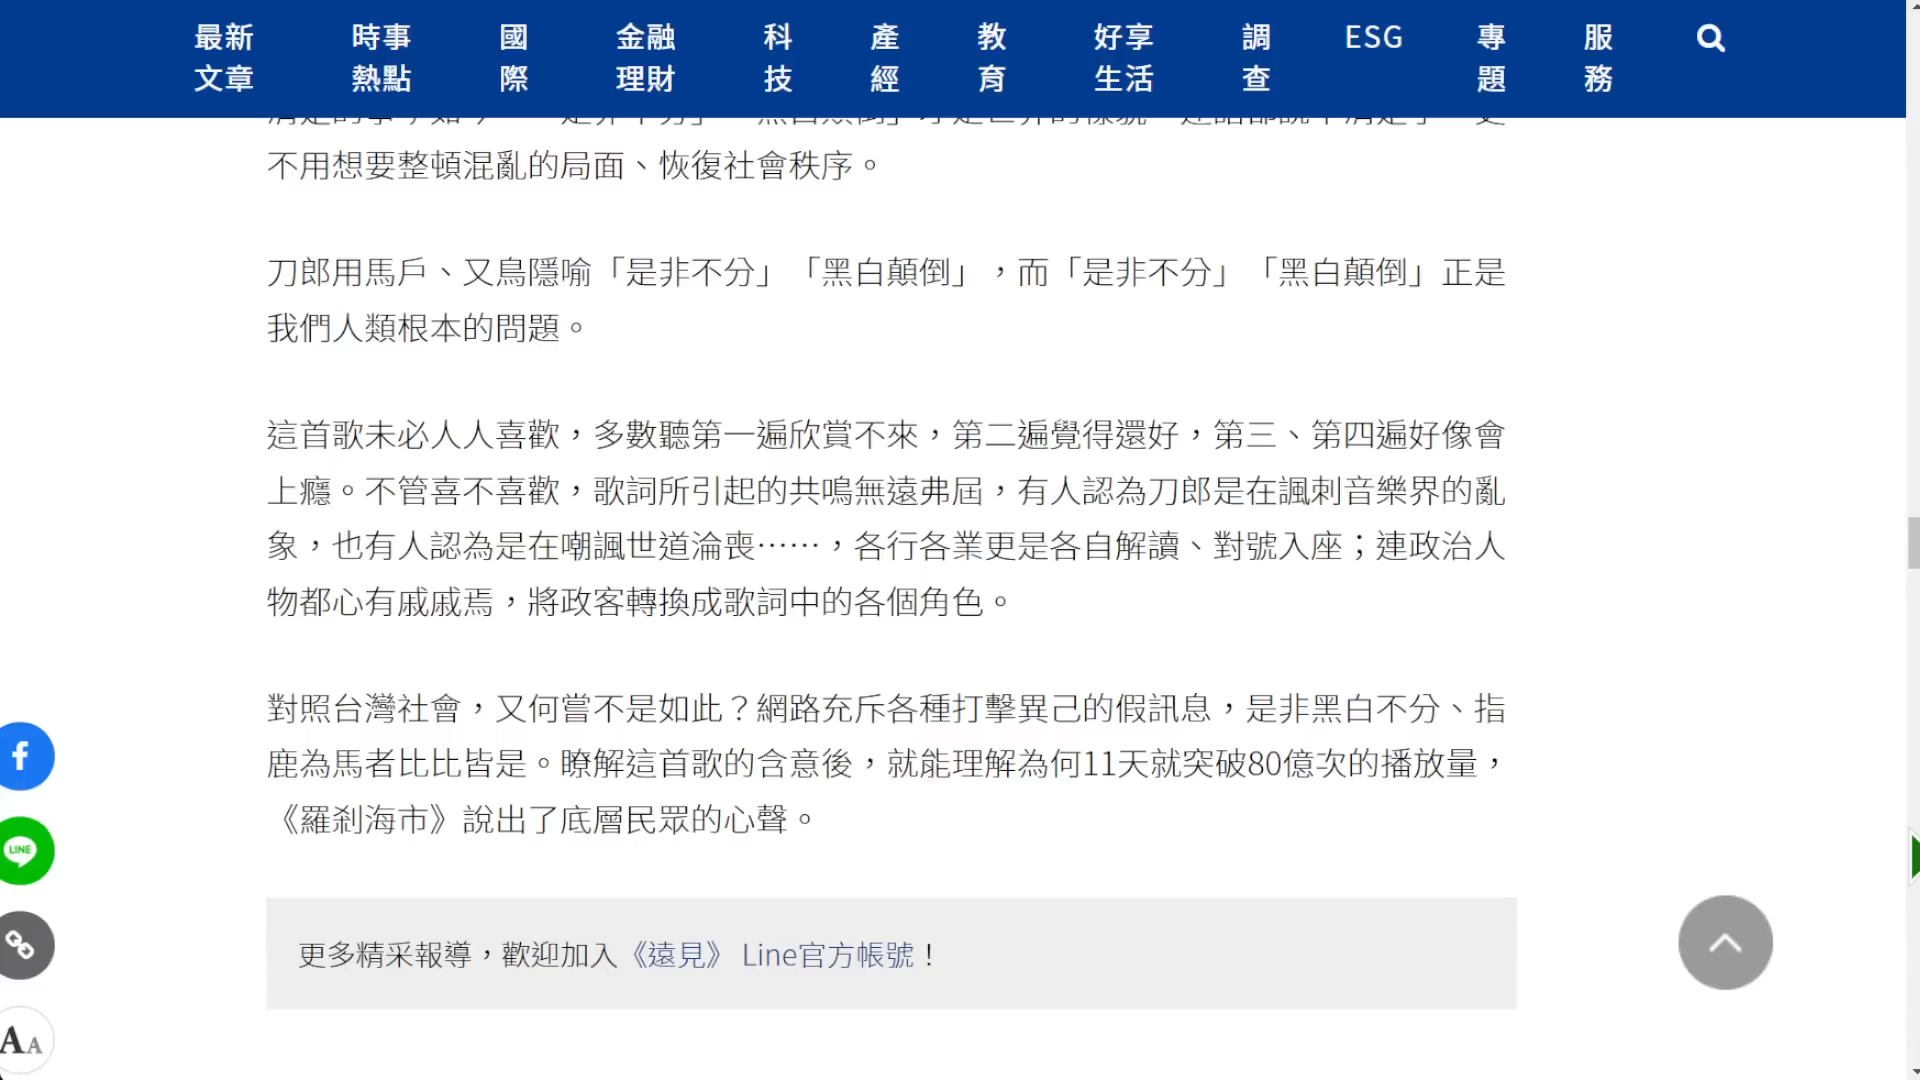 最新 時事 國 金融 科 產 教 好享 調 ESG 專 服
文章 熱點 際 理財 技 經 育 生活 查 題 務
不用想要整頓混亂的局面、恢復社會秩序。
刀郎用馬戶、又鳥隱喻「是非不分」「黑白顛倒」，而「是非不分」「黑白顛倒」正是
我們人類根本的問題。
這首歌未必人人喜歡，多數聽第一遍欣賞不來，第二遍覺得還好，第三、第四遍好像會
上癮。不管喜不喜歡，歌詞所引起的共鳴無遠弗屆，有人認為刀郎是在諷刺音樂界的亂
象，也有人認為是在嘲諷世道淪喪⋯⋯，各行各業更是各自解讀、對號入座；連政治人
物都心有戚戚焉，將政客轉換成歌詞中的各個角色。
對照台灣社會，又何嘗不是如此？網路充斥各種打擊異己的假訊息，是非黑白不分、指
鹿為馬者比比皆是。瞭解這首歌的含意後，就能理解為何11天就突破80億次的播放量，
《羅剎海市》說出了底層民眾的心聲。
LINE
更多精采報導，歡迎加入《遠見》 Line官方帳號！
AA